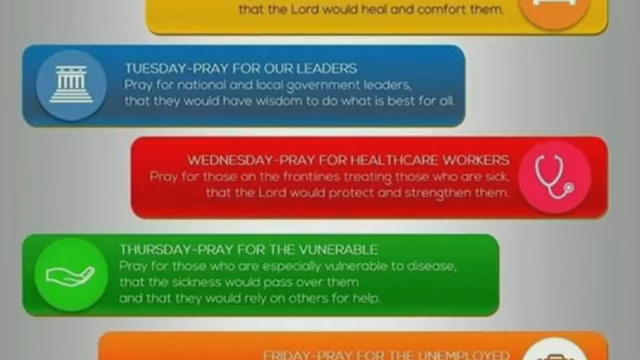 that the Lord would heal and comfort them.
TUESDAY-PRAY FOR OUR LEADERS
Pray for national and local government leaders,
that they would have wisdom to do what is best for all.
WEDNESDAY-PRAY FOR HEALTHCARE WORKERS
Pray for those on the frontlines treating those who are sick,
that the Lord would protect and strengthen them.
THURSDAY-PRAY FOR THE VUNERABLE
Pray for those who are especially vulnerable to disease,
that the sickness would pass over them
and that they would rely on others for help.
FRIDAY-PRAY FOR THE UNEMPLOYED